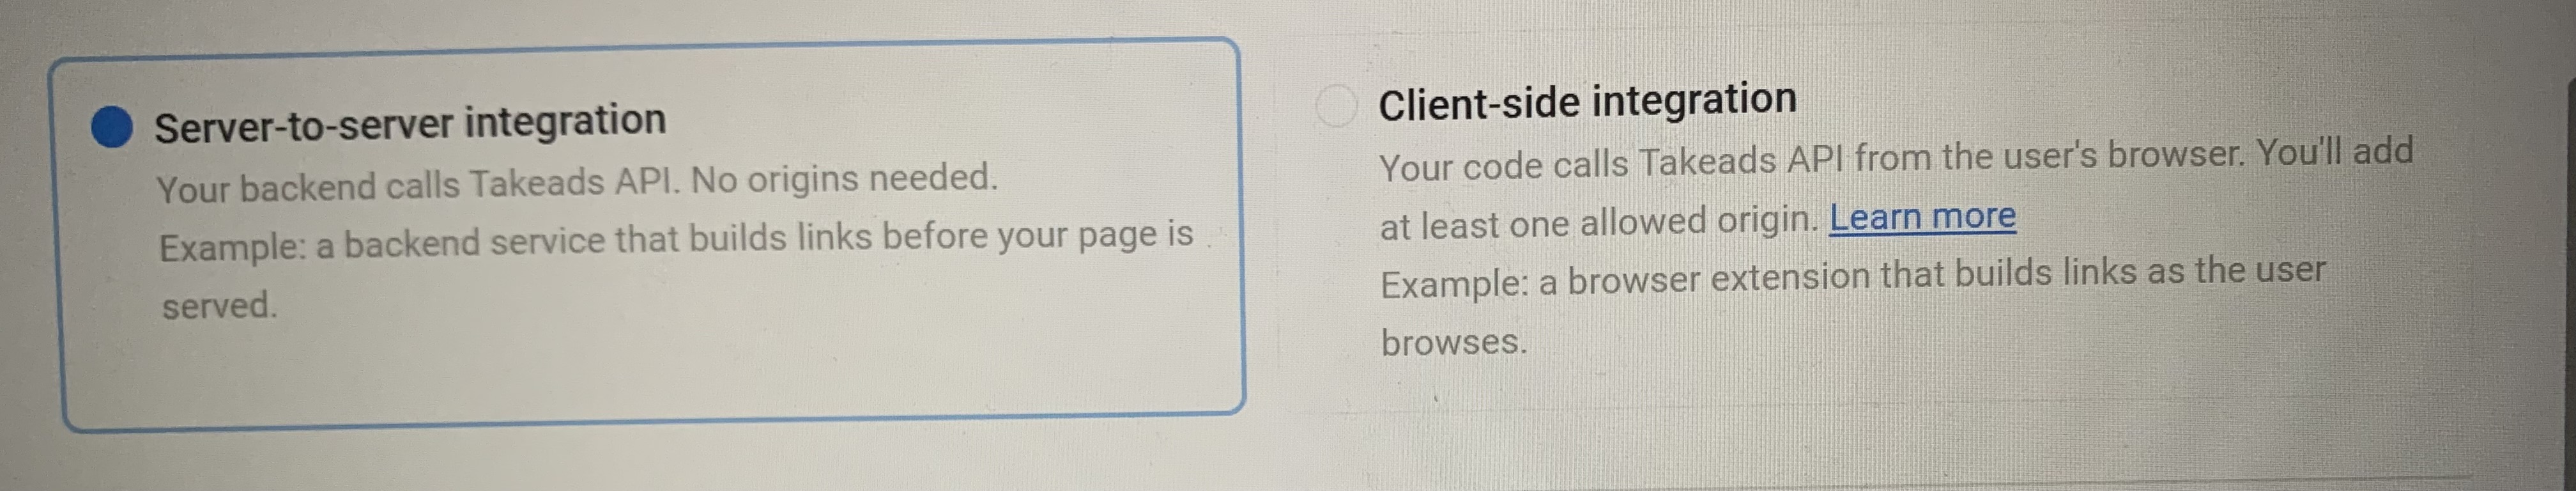 Server-to-server integration
Your backend calls Takeads API. No origins needed.
Example: a backend service that builds links before your page is
served.
Client-side integration
Your code calls Takeads API from the user's browser. You'll add
at least one allowed origin. Learn more
Example: a browser extension that builds links as the user
browses.